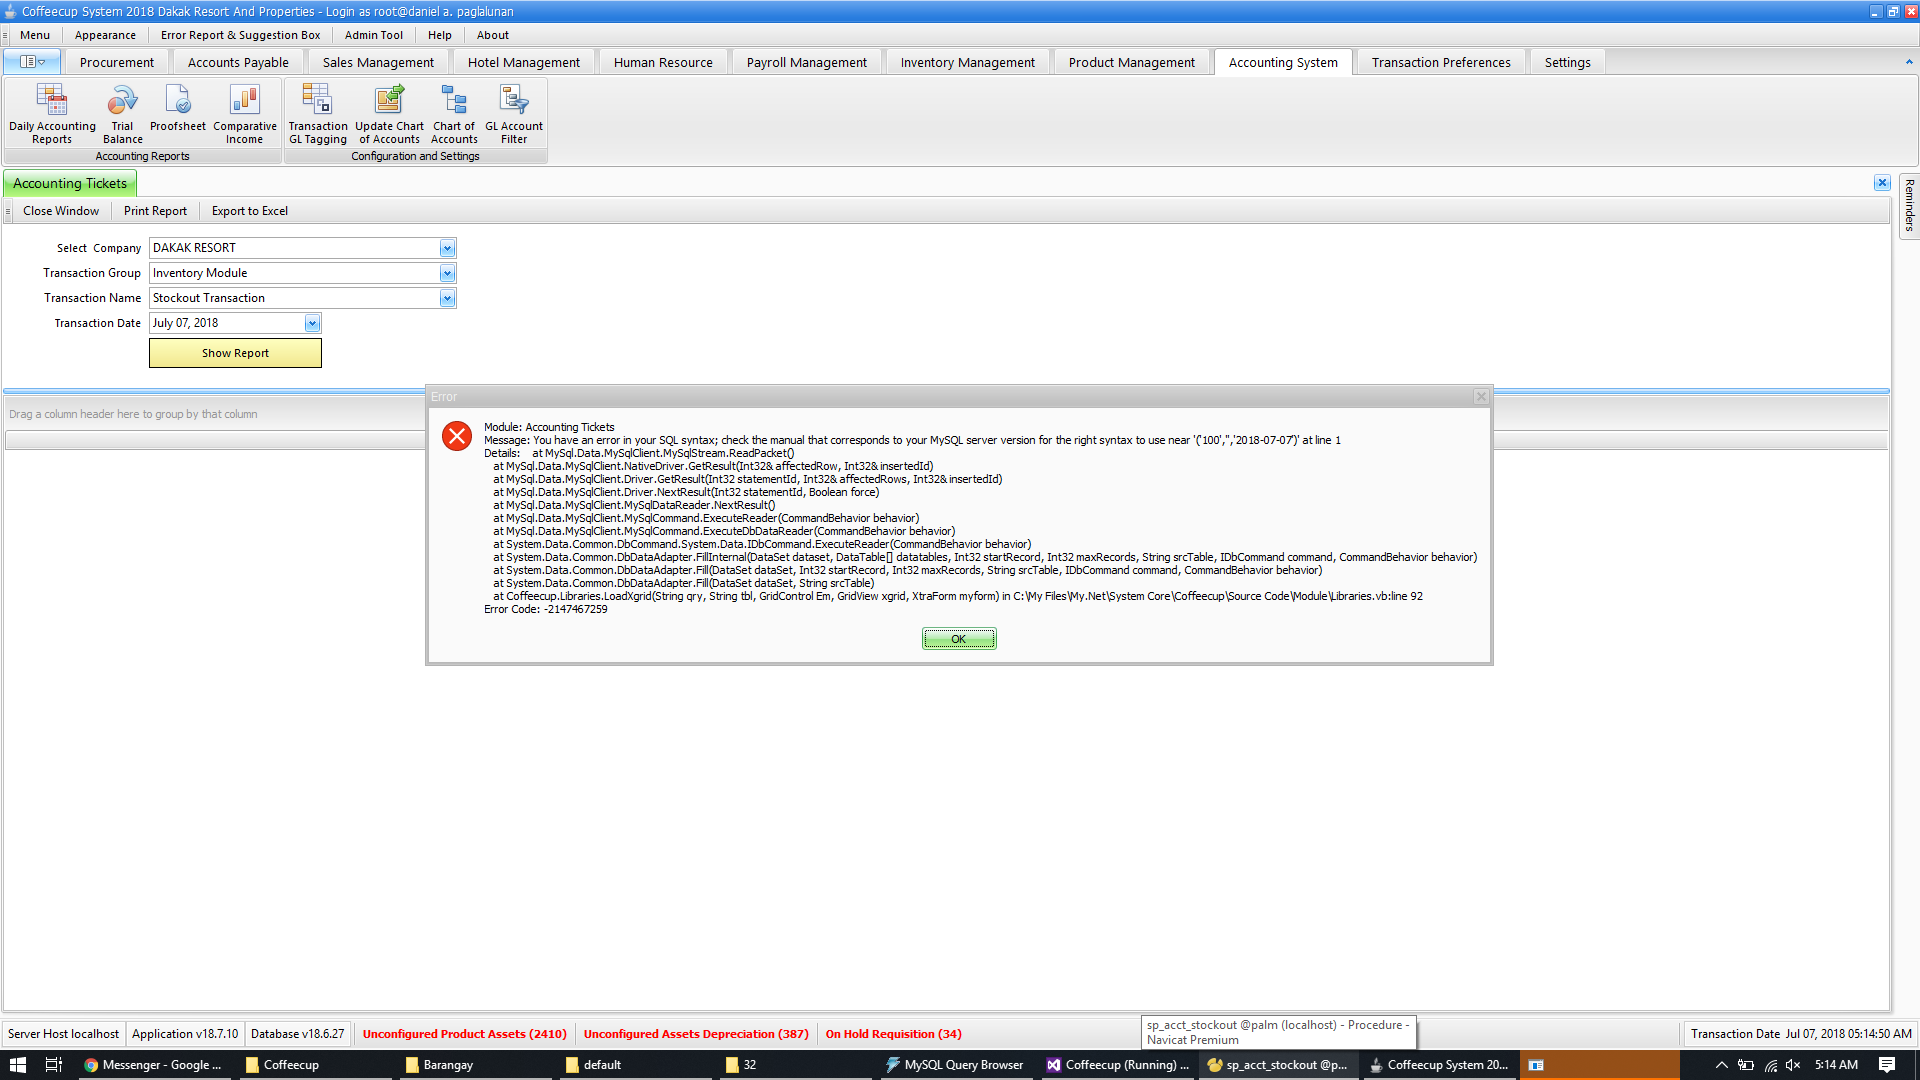 Coffeecup System 2018 Dakak Resort And Properties - Login as root@daniel a. paglalunan
Menu Appearance Error Report & Suggestion Box Admin Tool Help About
Procurement Accounts Payable Sales Management Hotel Management Human Resource Payroll Management Inventory Management Product Management Accounting System Transaction Preferences Settings
Daily Accounting Reports
Trial Balance
Proofsheet
Comparative Income
Transaction GL Tagging
Update Chart of Accounts
Chart of Accounts
GL Account Filter
Accounting Reports
Configuration and Settings
Accounting Tickets
Reminders
Close Window Print Report Export to Excel
Select Company DAKAK RESORT
Transaction Group Inventory Module
Transaction Name Stockout Transaction
Transaction Date July 07, 2018
Show Report
Drag a column header here to group by that column
Error
Module: Accounting Tickets
Message: You have an error in your SQL syntax; check the manual that corresponds to your MySQL server version for the right syntax to use near '('100','','2018-07-07')' at line 1
Details: at MySql.Data.MySqlClient.MySqlStream.ReadPacket()
at MySql.Data.MySqlClient.NativeDriver.GetResult(Int32& affectedRow, Int32& insertedId)
at MySql.Data.MySqlClient.Driver.GetResult(Int32 statementId, Int32& affectedRows, Int32& insertedId)
at MySql.Data.MySqlClient.Driver.NextResult(Int32 statementId, Boolean force)
at MySql.Data.MySqlClient.MySqlDataReader.NextResult()
at MySql.Data.MySqlClient.MySqlCommand.ExecuteReader(CommandBehavior behavior)
at MySql.Data.MySqlClient.MySqlCommand.ExecuteDbDataReader(CommandBehavior behavior)
at System.Data.Common.DbCommand.System.Data.IDbCommand.ExecuteReader(CommandBehavior behavior)
at System.Data.Common.DbDataAdapter.FillInternal(DataSet dataset, DataTable[] datatables, Int32 startRecord, Int32 maxRecords, String srcTable, IDbCommand command, CommandBehavior behavior)
at System.Data.Common.DbDataAdapter.Fill(DataSet dataSet, Int32 startRecord, Int32 maxRecords, String srcTable, IDbCommand command, CommandBehavior behavior)
at System.Data.Common.DbDataAdapter.Fill(DataSet dataSet, String srcTable)
at Coffeecup.Libraries.LoadXgrid(String qry, String tbl, GridControl Em, GridView xgrid, XtraForm myform) in C:\My Files\My.Net\System Core\Coffeecup\Source Code\Module\Libraries.vb:line 92
Error Code: -2147467259
OK
sp_acct_stockout @palm (localhost) - Procedure -
Navicat Premium
Server Host localhost Application v18.7.10 Database v18.6.27 Unconfigured Product Assets (2410) Unconfigured Assets Depreciation (387) On Hold Requisition (34) Transaction Date Jul 07, 2018 05:14:50 AM
Messenger - Google ... Coffeecup Barangay default 32 MySQL Query Browser Coffeecup (Running) ... sp_acct_stockout @p... Coffeecup System 20... 5:14 AM